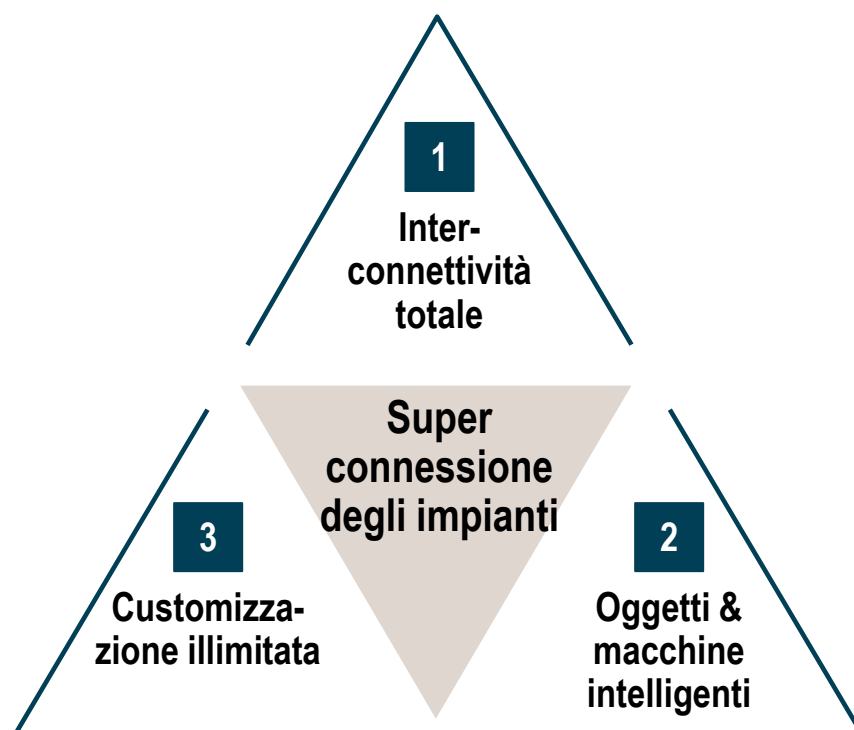 1
Inter-
connettività
totale
Super
connessione
degli impianti
3
Customizza-
zione illimitata
2
Oggetti &
macchine
intelligenti